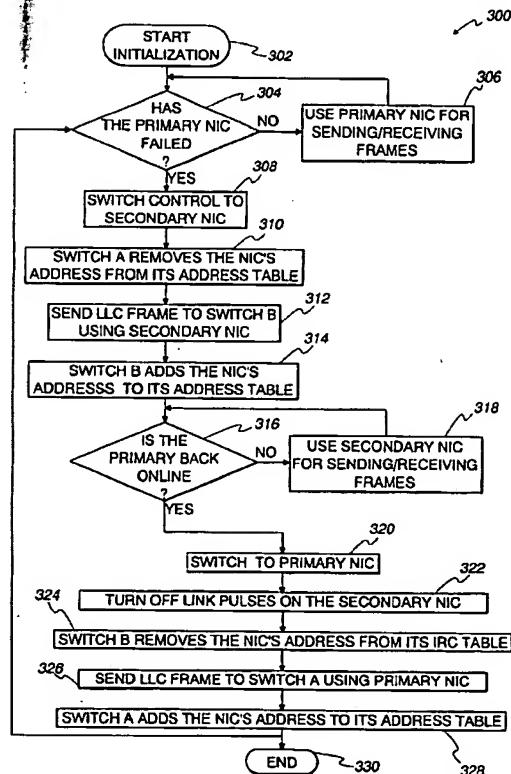 300
START
INITIALIZATION
302
304
HAS
THE PRIMARY NIC
FAILED
?
NO
306
USE PRIMARY NIC FOR
SENDING/RECEIVING
FRAMES
YES
308
SWITCH CONTROL TO
SECONDARY NIC
310
SWITCH A REMOVES THE NIC'S
ADDRESS FROM ITS ADDRESS TABLE
312
SEND LLC FRAME TO SWITCH B
USING SECONDARY NIC
314
SWITCH B ADDS THE NIC'S
ADDRESSS TO ITS ADDRESS TABLE
316
IS THE
PRIMARY BACK
ONLINE
?
NO
318
USE SECONDARY NIC
FOR SENDING/RECEIVING
FRAMES
YES
320
SWITCH TO PRIMARY NIC
322
TURN OFF LINK PULSES ON THE SECONDARY NIC
324
SWITCH B REMOVES THE NIC'S ADDRESS FROM ITS IRC TABLE
326
SEND LLC FRAME TO SWITCH A USING PRIMARY NIC
SWITCH A ADDS THE NIC'S ADDRESS TO ITS ADDRESS TABLE
328
END
330